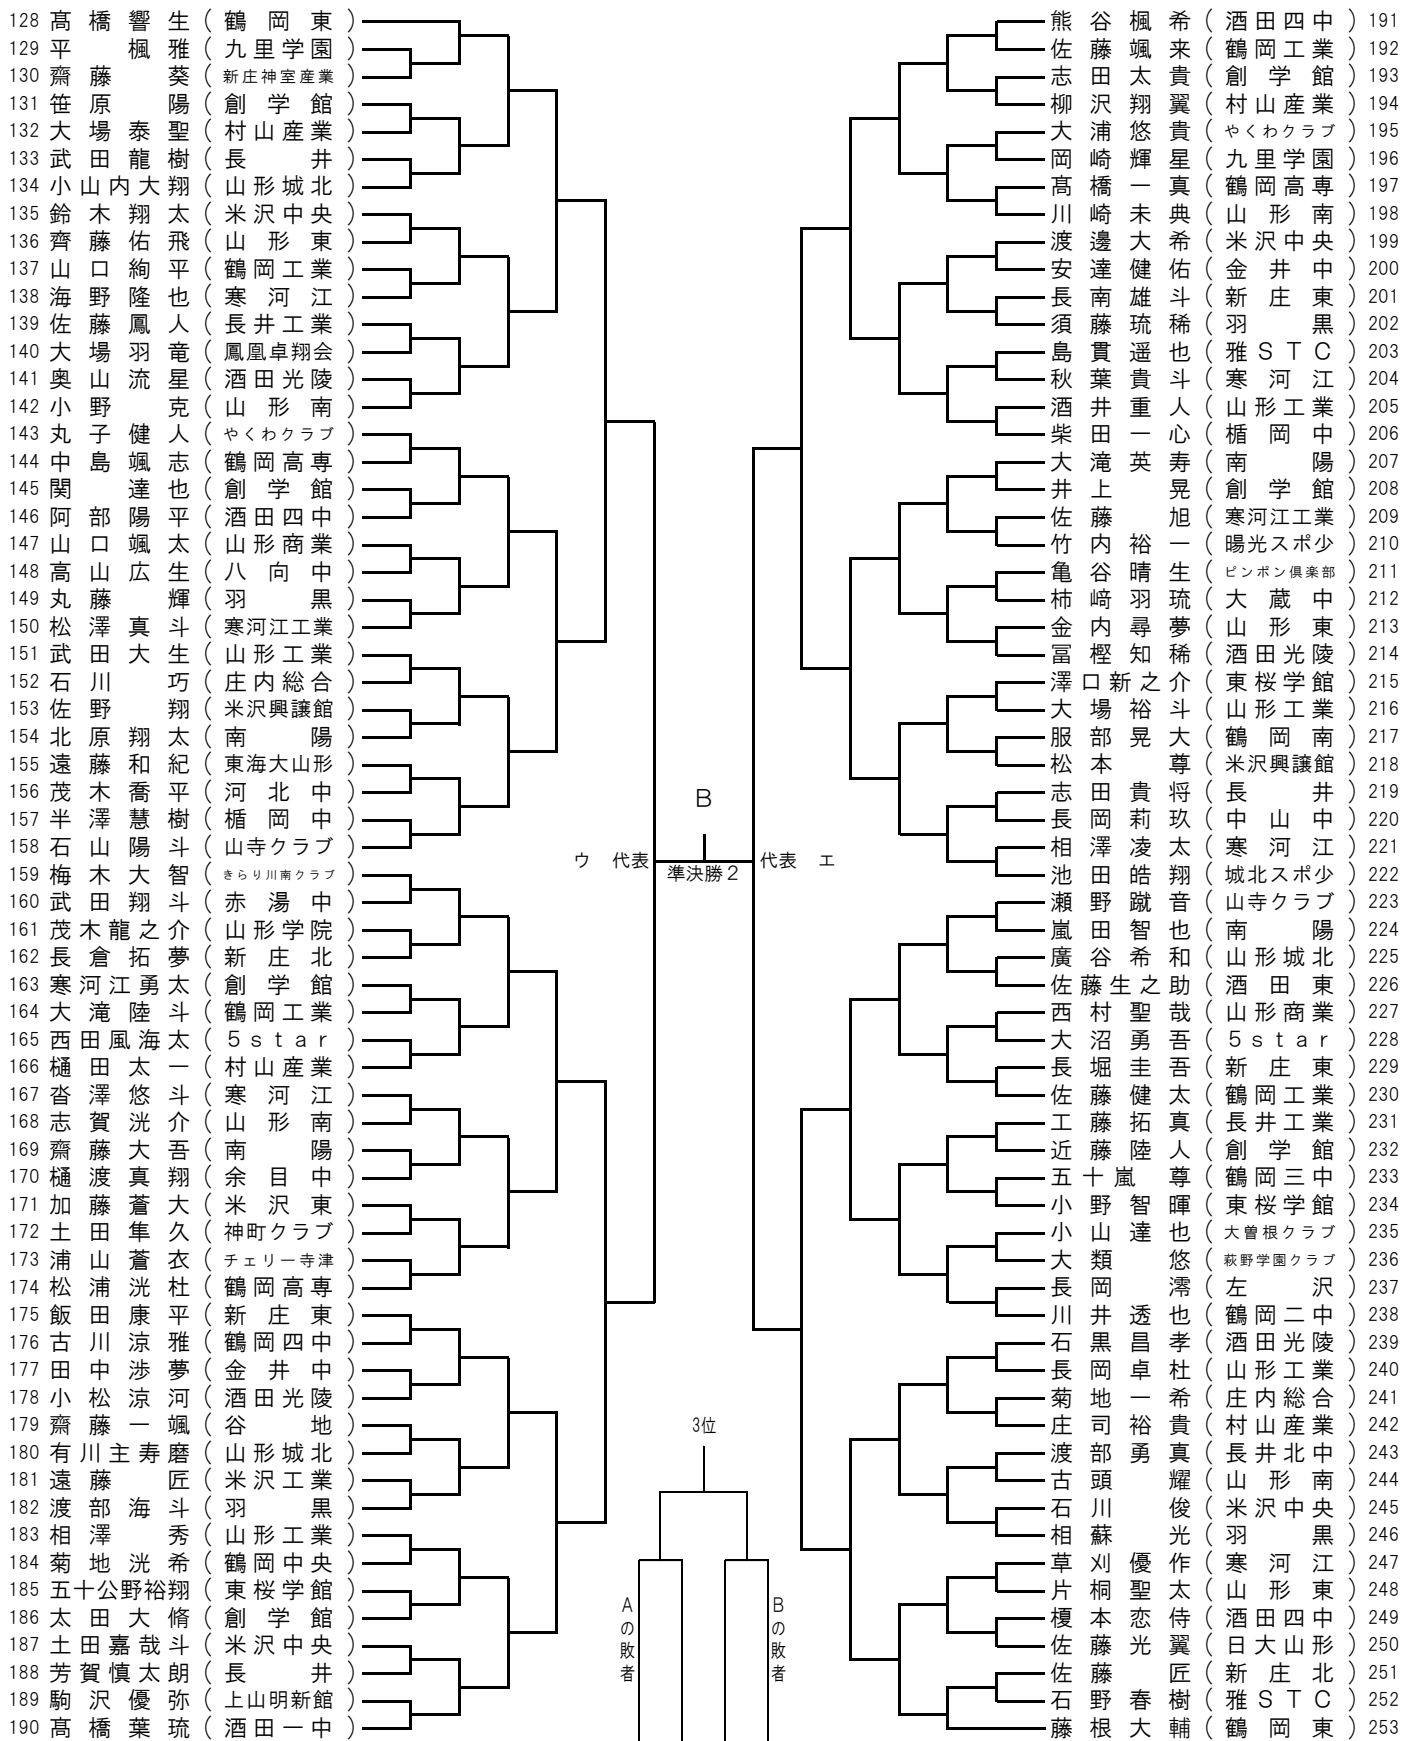 128 髙橋響生 ( 鶴岡東 )
129 平楓雅 ( 九里学園 )
130 齋藤葵 ( 新庄神室産業 )
131 笹原陽 ( 創学館 )
132 大場泰聖 ( 村山産業 )
133 武田龍樹 ( 長井 )
134 小山内大翔 ( 山形城北 )
135 鈴木翔太 ( 米沢中央 )
136 齊藤佑飛 ( 山形東 )
137 山口絢平 ( 鶴岡工業 )
138 海野隆也 ( 寒河江 )
139 佐藤鳳人 ( 長井工業 )
140 大場羽竜 ( 鳳凰卓翔会 )
141 奥山流星 ( 酒田光陵 )
142 小野克 ( 山形南 )
143 丸子健人 ( やくわクラブ )
144 中島颯志 ( 鶴岡高専 )
145 関達也 ( 創学館 )
146 阿部陽平 ( 酒田四中 )
147 山口颯太 ( 山形商業 )
148 高山広生 ( 八向中 )
149 丸藤輝 ( 羽黒 )
150 松澤真斗 ( 寒河江工業 )
151 武田大生 ( 山形工業 )
152 石川巧 ( 庄内総合 )
153 佐野翔 ( 米沢興譲館 )
154 北原翔太 ( 南陽 )
155 遠藤和紀 ( 東海大山形 )
156 茂木喬平 ( 河北中 )
157 半澤慧樹 ( 楯岡中 )
158 石山陽斗 ( 山寺クラブ )
159 梅木大智 ( きらり川南クラブ )
160 武田翔斗 ( 赤湯中 )
161 茂木龍之介 ( 山形学院 )
162 長倉拓夢 ( 新庄北 )
163 寒河江勇太 ( 創学館 )
164 大滝陸斗 ( 鶴岡工業 )
165 西田風海太 ( 5star )
166 樋田太一 ( 村山産業 )
167 沓澤悠斗 ( 寒河江 )
168 志賀洸介 ( 山形南 )
169 齋藤大吾 ( 南陽 )
170 樋渡真翔 ( 余目中 )
171 加藤蒼大 ( 米沢東 )
172 土田隼久 ( 神町クラブ )
173 浦山蒼衣 ( チェリー寺津 )
174 松浦洸杜 ( 鶴岡高専 )
175 飯田康平 ( 新庄東 )
176 古川涼雅 ( 鶴岡四中 )
177 田中渉夢 ( 金井中 )
178 小松涼河 ( 酒田光陵 )
179 齋藤一颯 ( 谷地 )
180 有川主寿磨 ( 山形城北 )
181 遠藤匠 ( 米沢工業 )
182 渡部海斗 ( 羽黒 )
183 相澤秀 ( 山形工業 )
184 菊地洸希 ( 鶴岡中央 )
185 五十公野裕翔 ( 東桜学館 )
186 太田大脩 ( 創学館 )
187 土田嘉哉斗 ( 米沢中央 )
188 芳賀慎太朗 ( 長井 )
189 駒沢優弥 ( 上山明新館 )
190 髙橋葉琉 ( 酒田一中 )
B
ウ 代表
準決勝2
代表 エ
3位
Aの敗者
Bの敗者
熊谷楓希 ( 酒田四中 ) 191
佐藤颯来 ( 鶴岡工業 ) 192
志田太貴 ( 創学館 ) 193
柳沢翔翼 ( 村山産業 ) 194
大浦悠貴 ( やくわクラブ ) 195
岡崎輝星 ( 九里学園 ) 196
髙橋一真 ( 鶴岡高専 ) 197
川崎未典 ( 山形南 ) 198
渡邊大希 ( 米沢中央 ) 199
安達健佑 ( 金井中 ) 200
長南雄斗 ( 新庄東 ) 201
須藤琉稀 ( 羽黒 ) 202
島貫遥也 ( 雅STC ) 203
秋葉貴斗 ( 寒河江 ) 204
酒井重人 ( 山形工業 ) 205
柴田一心 ( 楯岡中 ) 206
大滝英寿 ( 南陽 ) 207
井上晃 ( 創学館 ) 208
佐藤旭 ( 寒河江工業 ) 209
竹内裕一 ( 陽光スポ少 ) 210
亀谷晴生 ( ピンポン倶楽部 ) 211
柿﨑羽琉 ( 大蔵中 ) 212
金内尋夢 ( 山形東 ) 213
冨樫知稀 ( 酒田光陵 ) 214
澤口新之介 ( 東桜学館 ) 215
大場裕斗 ( 山形工業 ) 216
服部晃大 ( 鶴岡南 ) 217
松本尊 ( 米沢興譲館 ) 218
志田貴将 ( 長井 ) 219
長岡莉玖 ( 中山中 ) 220
相澤凌太 ( 寒河江 ) 221
池田皓翔 ( 城北スポ少 ) 222
瀬野蹴音 ( 山寺クラブ ) 223
嵐田智也 ( 南陽 ) 224
廣谷希和 ( 山形城北 ) 225
佐藤生之助 ( 酒田東 ) 226
西村聖哉 ( 山形商業 ) 227
大沼勇吾 ( 5star ) 228
長堀圭吾 ( 新庄東 ) 229
佐藤健太 ( 鶴岡工業 ) 230
工藤拓真 ( 長井工業 ) 231
近藤陸人 ( 創学館 ) 232
五十嵐尊 ( 鶴岡三中 ) 233
小野智暉 ( 東桜学館 ) 234
小山達也 ( 大曽根クラブ ) 235
大類悠 ( 萩野学園クラブ ) 236
長岡澪 ( 左沢 ) 237
川井透也 ( 鶴岡二中 ) 238
石黒昌孝 ( 酒田光陵 ) 239
長岡卓杜 ( 山形工業 ) 240
菊地一希 ( 庄内総合 ) 241
庄司裕貴 ( 村山産業 ) 242
渡部勇真 ( 長井北中 ) 243
古頭耀 ( 山形南 ) 244
石川俊 ( 米沢中央 ) 245
相蘇光 ( 羽黒 ) 246
草刈優作 ( 寒河江 ) 247
片桐聖太 ( 山形東 ) 248
榎本恋侍 ( 酒田四中 ) 249
佐藤光翼 ( 日大山形 ) 250
佐藤匠 ( 新庄北 ) 251
石野春樹 ( 雅STC ) 252
藤根大輔 ( 鶴岡東 ) 253